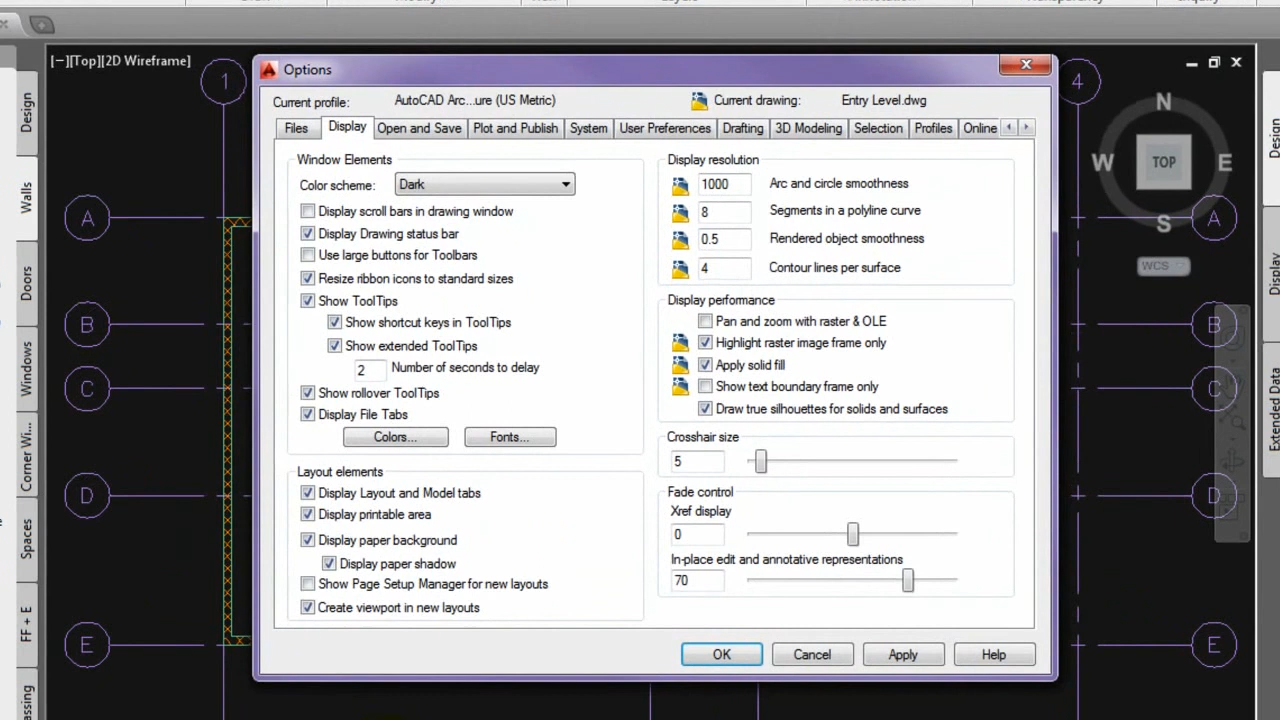 [−][Top][2D Wireframe]
Options
Current profile:
AutoCAD Arc...ure (US Metric)
Current drawing:
Entry Level.dwg
Files
Display
Open and Save
Plot and Publish
System
User Preferences
Drafting
3D Modeling
Selection
Profiles
Online
Window Elements
Color scheme:
Dark
Display scroll bars in drawing window
Display Drawing status bar
Use large buttons for Toolbars
Resize ribbon icons to standard sizes
Show ToolTips
Show shortcut keys in ToolTips
Show extended ToolTips
2
Number of seconds to delay
Show rollover ToolTips
Display File Tabs
Colors...
Fonts...
Layout elements
Display Layout and Model tabs
Display printable area
Display paper background
Display paper shadow
Show Page Setup Manager for new layouts
Create viewport in new layouts
Display resolution
1000
Arc and circle smoothness
8
Segments in a polyline curve
0.5
Rendered object smoothness
4
Contour lines per surface
Display performance
Pan and zoom with raster & OLE
Highlight raster image frame only
Apply solid fill
Show text boundary frame only
Draw true silhouettes for solids and surfaces
Crosshair size
5
Fade control
Xref display
0
In-place edit and annotative representations
70
OK
Cancel
Apply
Help
Design
Walls
Doors
Windows
Corner Wi...
Spaces
FF + E
1
A
B
C
D
E
4
N
W
TOP
E
S
WCS
A
B
C
D
E
Design
Display
Extended Data